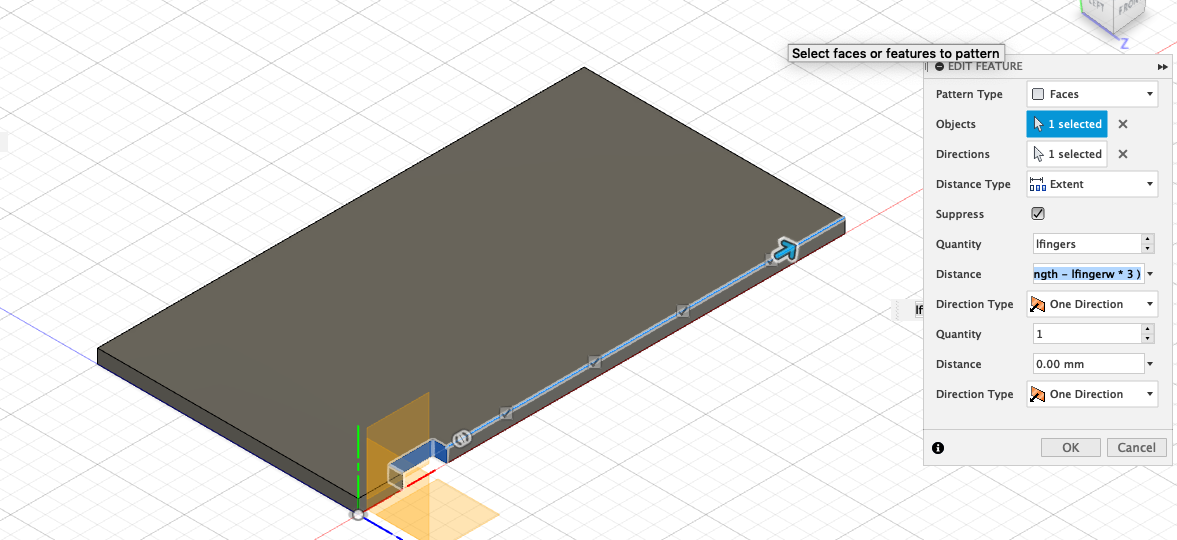 LEFT
FRONT
Z
Select faces or features to pattern
EDIT FEATURE
Pattern Type Faces
Objects 1 selected
Directions 1 selected
Distance Type Extent
Suppress
Quantity lfingers
Distance ngth - lfingerw * 3 )
Direction Type One Direction
Quantity 1
Distance 0.00 mm
Direction Type One Direction
OK Cancel